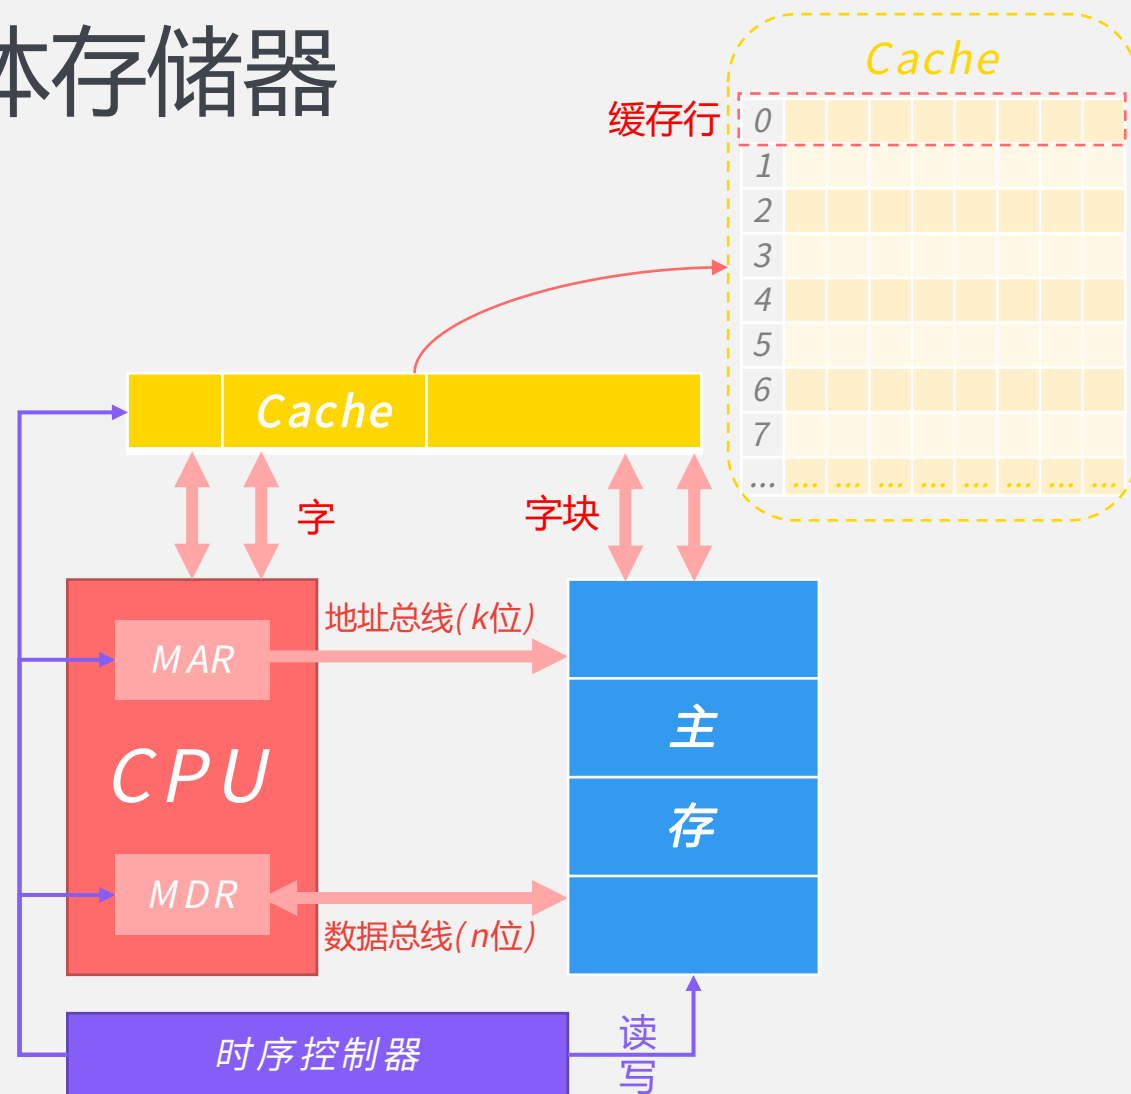 体存储器
Cache
缓存行
0
1
2
3
4
5
6
7
... ... ... ... ... ... ... ... ...
Cache
字
字块
地址总线(k位)
MAR
主
CPU
存
MDR
数据总线(n位)
时序控制器
读
写